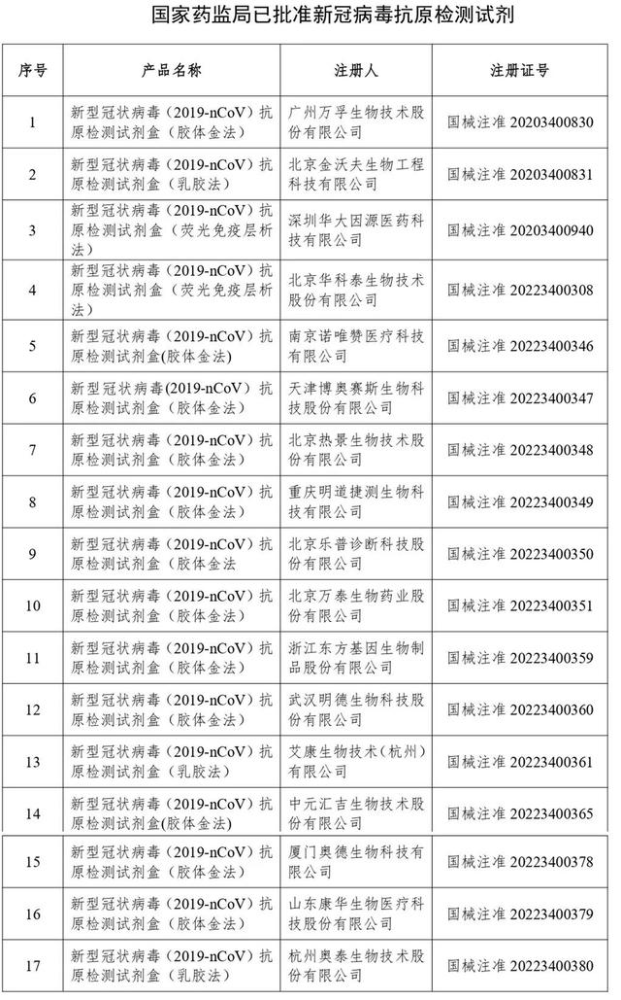 国家药监局已批准新冠病毒抗原检测试剂
序号 产品名称 注册人 注册证号
1 新型冠状病毒（2019-nCoV）抗原检测试剂盒（胶体金法） 广州万孚生物技术股份有限公司 国械注准 20203400830
2 新型冠状病毒（2019-nCoV）抗原检测试剂盒（乳胶法） 北京金沃夫生物工程科技有限公司 国械注准 20203400831
3 新型冠状病毒（2019-nCoV）抗原检测试剂盒（荧光免疫层析法） 深圳华大因源医药科技有限公司 国械注准 20203400940
4 新型冠状病毒（2019-nCoV）抗原检测试剂盒（荧光免疫层析法） 北京华科泰生物技术股份有限公司 国械注准 20223400308
5 新型冠状病毒（2019-nCoV）抗原检测试剂盒(胶体金法) 南京诺唯赞医疗科技有限公司 国械注准 20223400346
6 新型冠状病毒(2019-nCoV）抗原检测试剂盒（胶体金法） 天津博奥赛斯生物科技股份有限公司 国械注准 20223400347
7 新型冠状病毒（2019-nCoV）抗原检测试剂盒（胶体金法） 北京热景生物技术股份有限公司 国械注准 20223400348
8 新型冠状病毒（2019-nCoV）抗原检测试剂盒（胶体金法） 重庆明道捷测生物科技有限公司 国械注准 20223400349
9 新型冠状病毒（2019-nCoV）抗原检测试剂盒（胶体金法 北京乐普诊断科技股份有限公司 国械注准 20223400350
10 新型冠状病毒（2019-nCoV）抗原检测试剂盒（胶体金法） 北京万泰生物药业股份有限公司 国械注准 20223400351
11 新型冠状病毒（2019-nCoV）抗原检测试剂盒（胶体金法） 浙江东方基因生物制品股份有限公司 国械注准 20223400359
12 新型冠状病毒（2019-nCoV）抗原检测试剂盒（胶体金法） 武汉明德生物科技股份有限公司 国械注准 20223400360
13 新型冠状病毒（2019-nCoV）抗原检测试剂盒（乳胶法） 艾康生物技术（杭州）有限公司 国械注准 20223400361
14 新型冠状病毒（2019-nCoV）抗原检测试剂盒(胶体金法) 中元汇吉生物技术股份有限公司 国械注准 20223400365
15 新型冠状病毒（2019-nCoV）抗原检测试剂盒（胶体金法） 厦门奥德生物科技有限公司 国械注准 20223400378
16 新型冠状病毒（2019-nCoV）抗原检测试剂盒（胶体金法） 山东康华生物医疗科技股份有限公司 国械注准 20223400379
17 新型冠状病毒（2019-nCoV）抗原检测试剂盒（乳胶法） 杭州奥泰生物技术股份有限公司 国械注准 20223400380